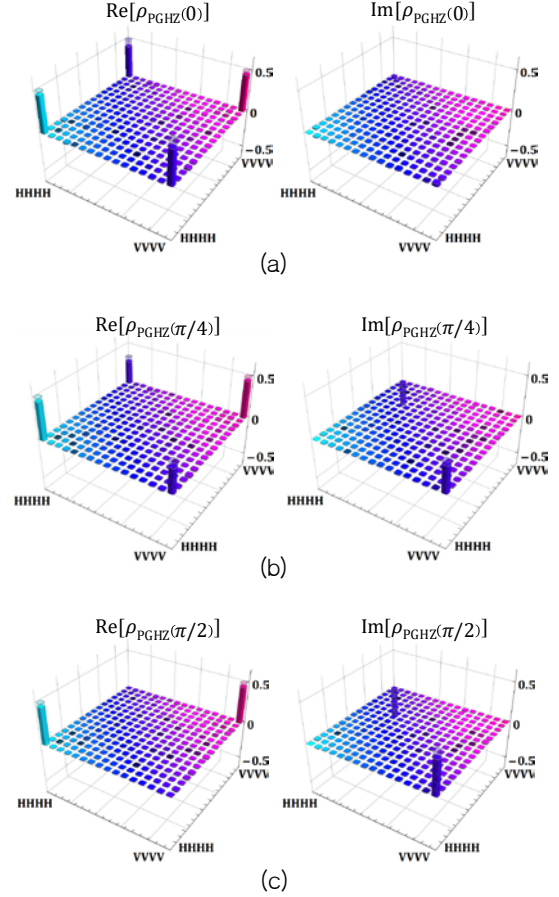 Re[ρPGHZ(0)]
Im[ρPGHZ(0)]
0.5
0
−0.5
VVVV
HHHH
VVVV
HHHH
0.5
0
−0.5
VVVV
HHHH
VVVV
HHHH
(a)
Re[ρPGHZ(π/4)]
Im[ρPGHZ(π/4)]
0.5
0
−0.5
VVVV
HHHH
VVVV
HHHH
0.5
0
−0.5
VVVV
HHHH
VVVV
HHHH
(b)
Re[ρPGHZ(π/2)]
Im[ρPGHZ(π/2)]
0.5
0
−0.5
VVVV
HHHH
VVVV
HHHH
0.5
0
−0.5
VVVV
HHHH
VVVV
HHHH
(c)